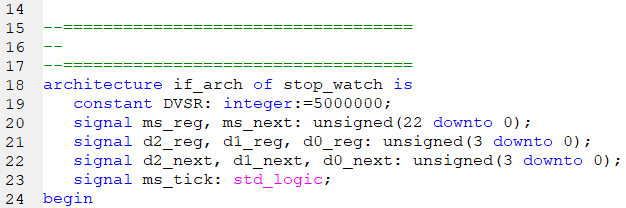 14
15 --===================================
16 --
17 --===================================
18 architecture if_arch of stop_watch is
19    constant DVSR: integer:=5000000;
20    signal ms_reg, ms_next: unsigned(22 downto 0);
21    signal d2_reg, d1_reg, d0_reg: unsigned(3 downto 0);
22    signal d2_next, d1_next, d0_next: unsigned(3 downto 0);
23    signal ms_tick: std_logic;
24 begin